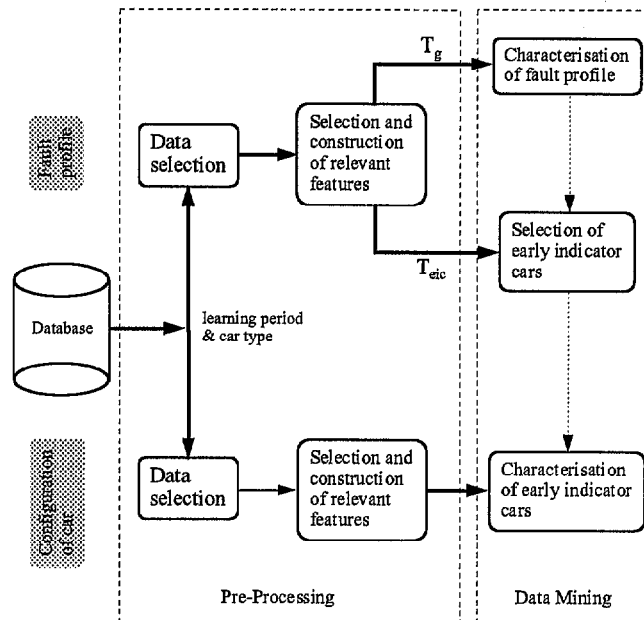 T_g
Characterisation
of fault profile
Fault
profile
Data
selection
Selection and
construction
of relevant
features
T_eic
Selection of
early indicator
cars
Database
learning period
& car type
Configuration
of car
Data
selection
Selection and
construction
of relevant
features
Characterisation
of early indicator
cars
Pre-Processing
Data Mining